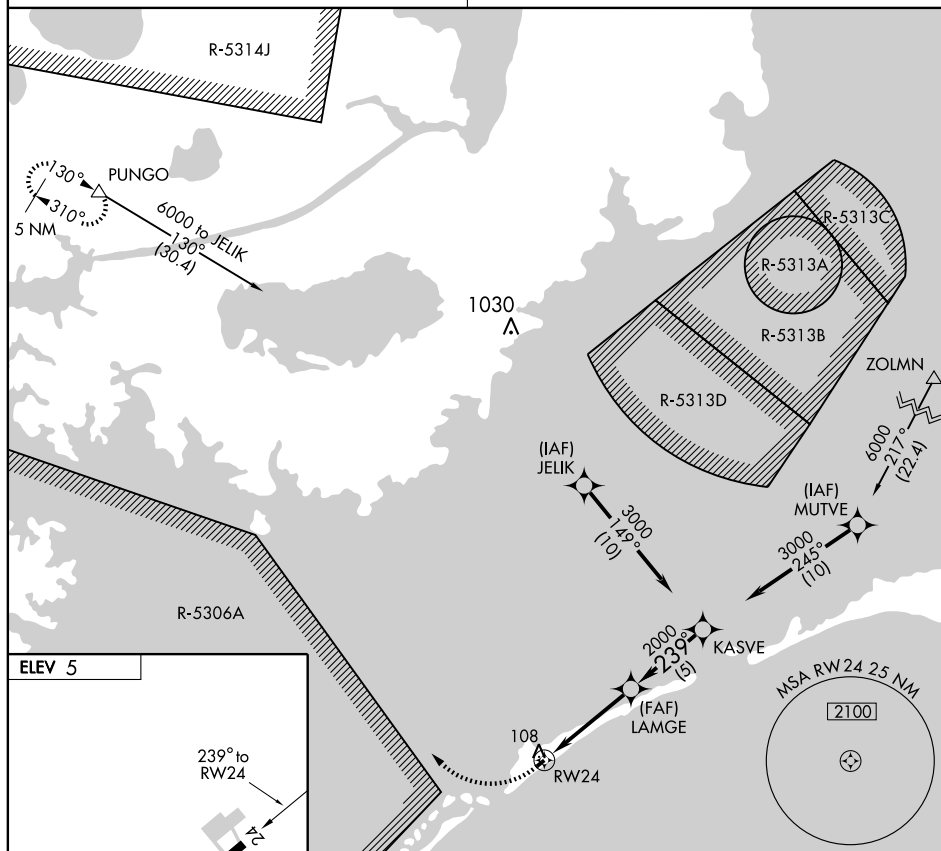 R-5314J
130°
PUNGO
310°
5 NM
6000 to JELIK
130°
(30.4)
1030
R-5313C
R-5313A
R-5313B
R-5313D
ZOLMN
6000
217°
(22.4)
(IAF)
JELIK
3000
149°
(10)
(IAF)
MUTVE
3000
245°
(10)
R-5306A
KASVE
2000
239°
(5)
(FAF)
LAMGE
108
RW24
MSA RW24 25 NM
2100
ELEV 5
239° to
RW24
24